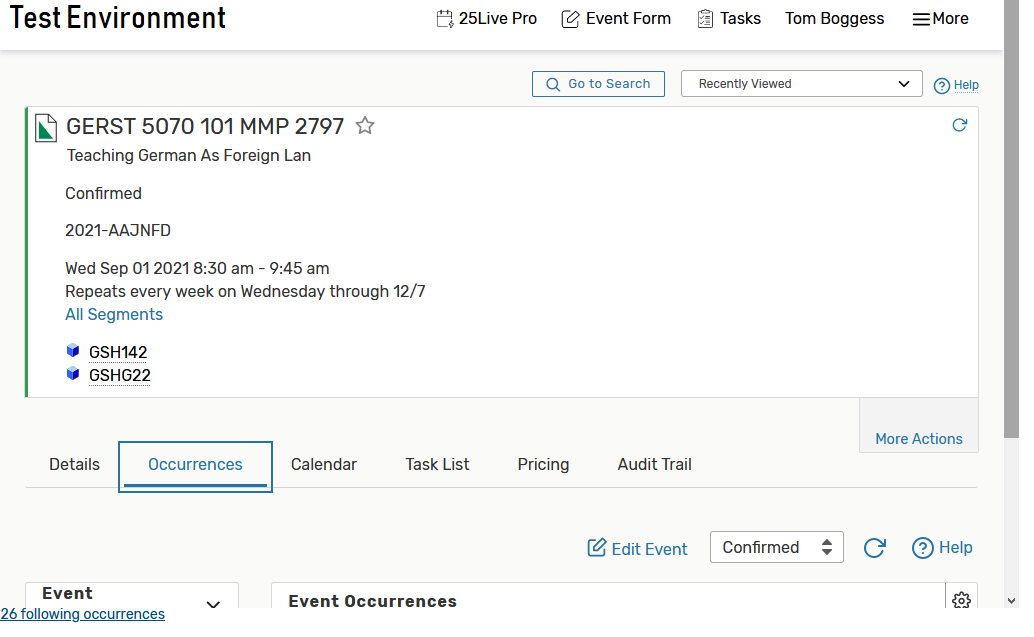 Test Environment
25Live Pro
Event Form
Tasks
Tom Boggess
More
Go to Search
Recently Viewed
Help
GERST 5070 101 MMP 2797
Teaching German As Foreign Lan
Confirmed
2021-AAJNFD
Wed Sep 01 2021 8:30 am - 9:45 am
Repeats every week on Wednesday through 12/7
All Segments
GSH142
GSHG22
More Actions
Details
Occurrences
Calendar
Task List
Pricing
Audit Trail
Edit Event
Confirmed
Help
Event
Event Occurrences
26 following occurrences